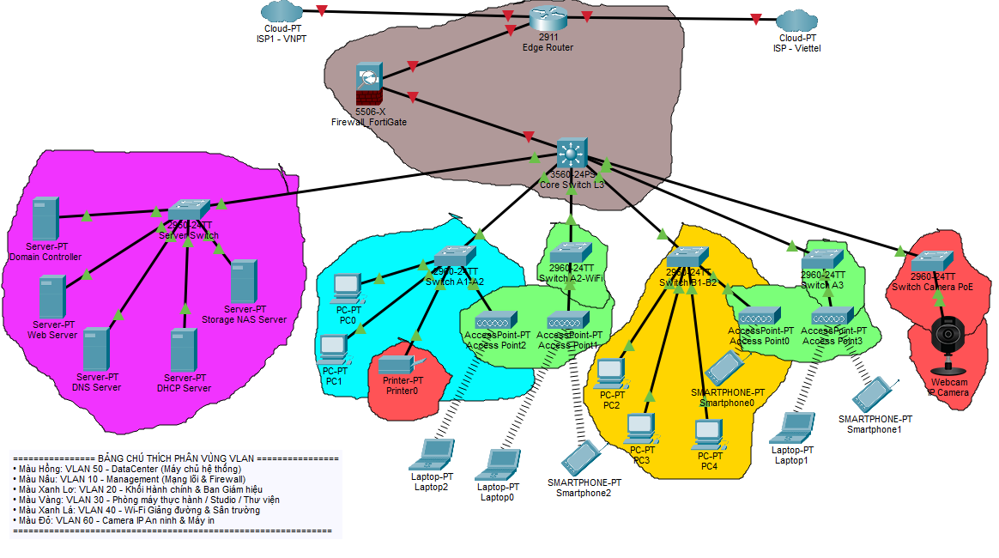 Cloud-PT
ISP1 - VNPT
2911
Edge Router
Cloud-PT
ISP - Viettel
5506-X
Firewall_FortiGate
3560-24PS
Core Switch L3
2960-24TT
Server Switch
Server-PT
Domain Controller
Server-PT
Web Server
Server-PT
DNS Server
Server-PT
DHCP Server
Server-PT
Storage NAS Server
2960-24TT
Switch A1-A2
2960-24TT
Switch A2-WiFi
2960-24TT
Switch B1-B2
2960-24TT
Switch A3
2960-24TT
Switch Camera PoE
PC-PT
PC0
PC-PT
PC1
Printer-PT
Printer0
AccessPoint-PT
Access Point2
AccessPoint-PT
Access Point1
AccessPoint-PT
Access Point0
AccessPoint-PT
Access Point3
PC-PT
PC2
PC-PT
PC3
PC-PT
PC4
SMARTPHONE-PT
Smartphone0
SMARTPHONE-PT
Smartphone1
Webcam
IP Camera
Laptop-PT
Laptop2
Laptop-PT
Laptop0
SMARTPHONE-PT
Smartphone2
Laptop-PT
Laptop1
================ BẢNG CHÚ THÍCH PHÂN VÙNG VLAN ================
• Màu Hồng: VLAN 50 - DataCenter (Máy chủ hệ thống)
• Màu Nâu: VLAN 10 - Management (Mạng lõi & Firewall)
• Màu Xanh Lơ: VLAN 20 - Khối Hành chính & Ban Giám hiệu
• Màu Vàng: VLAN 30 - Phòng máy thực hành / Studio / Thư viện
• Màu Xanh Lá: VLAN 40 - Wi-Fi Giảng đường & Sân trường
• Màu Đỏ: VLAN 60 - Camera IP An ninh & Máy in
==============================================================